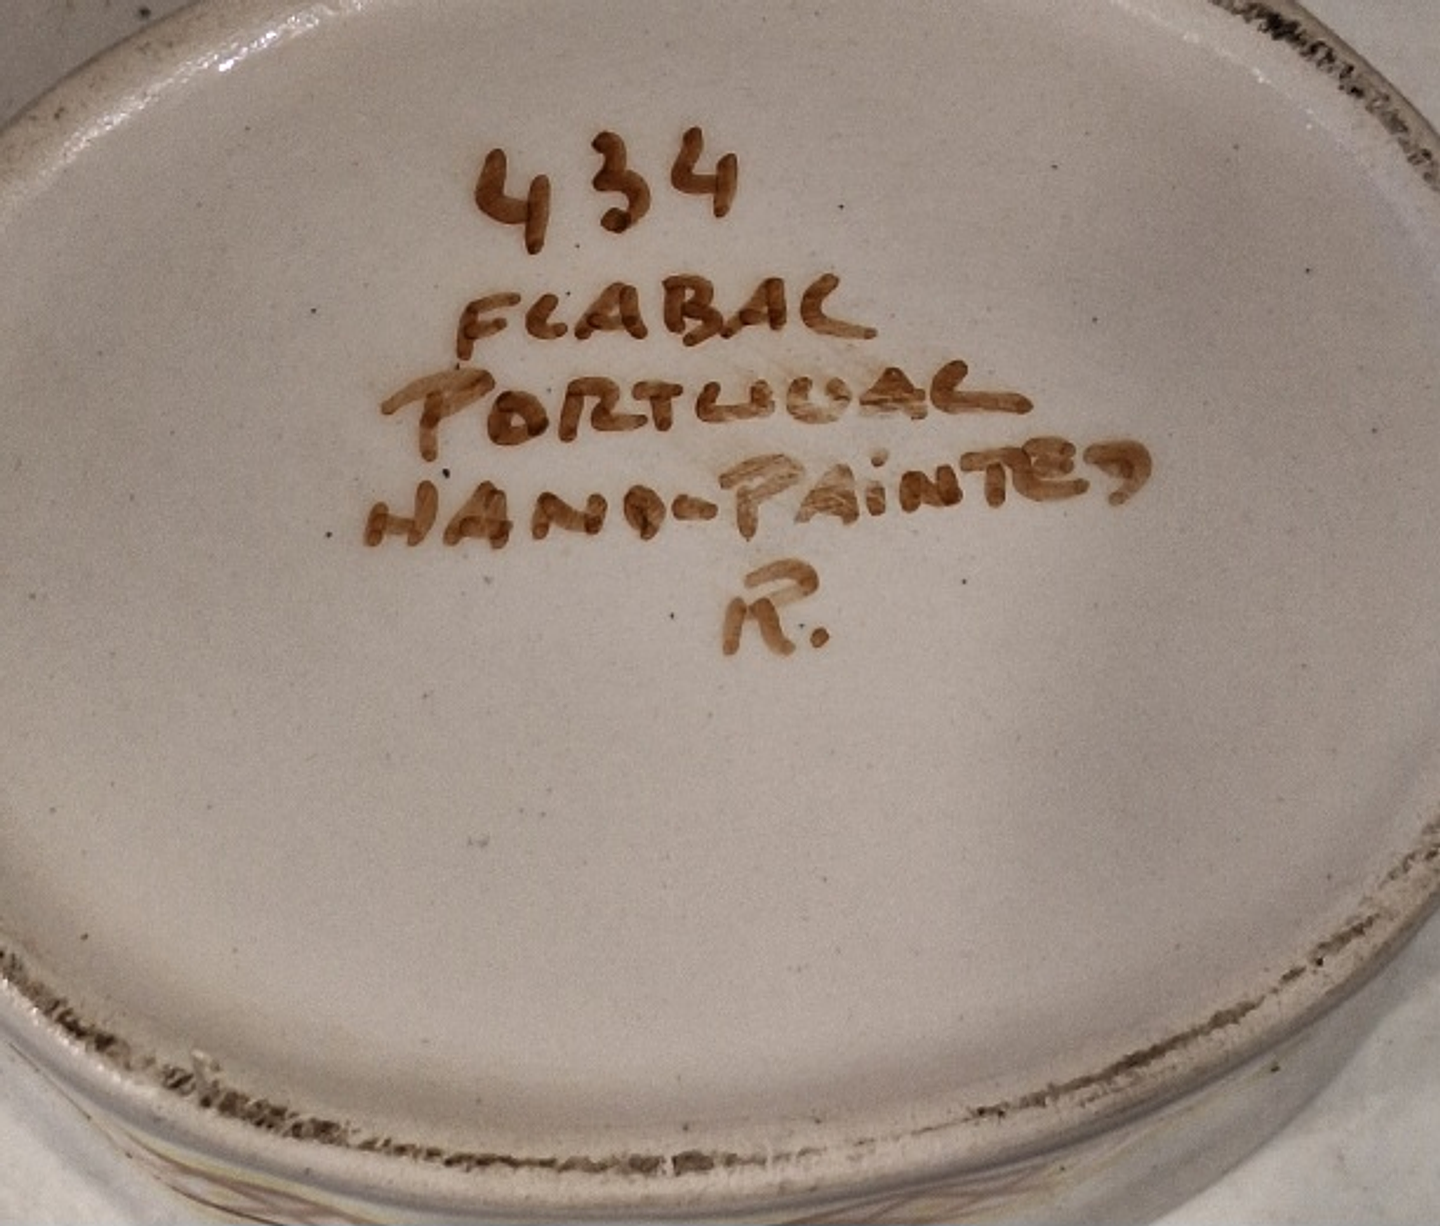 434
FLABAL
PORTUGAL
HAND-PAINTED
R.